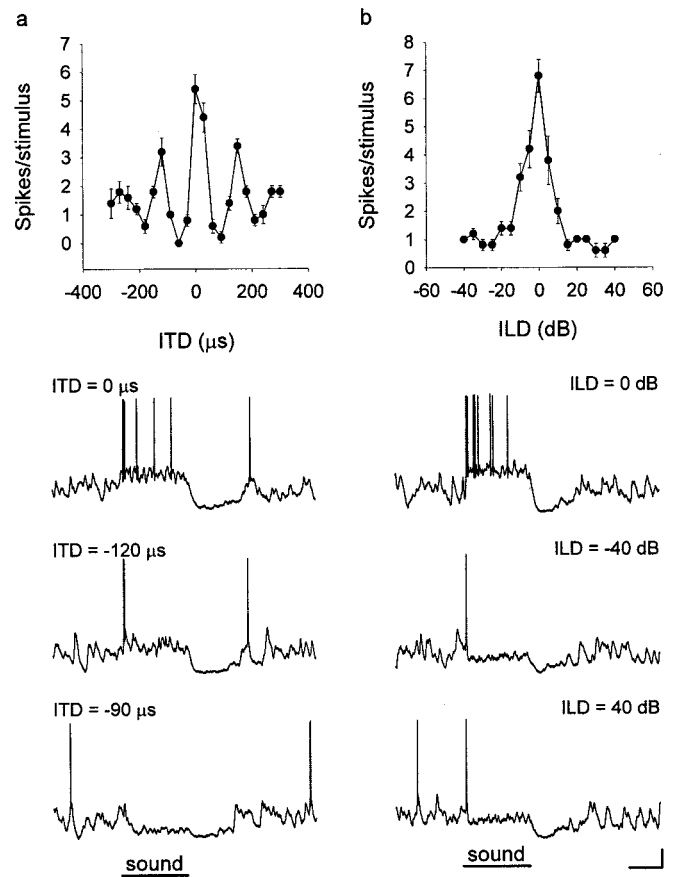 a
b
7
6
5
4
3
2
1
0
Spikes/stimulus
-400 -200 0 200 400
ITD (μs)
8
7
6
5
4
3
2
1
0
Spikes/stimulus
-60 -40 -20 0 20 40 60
ILD (dB)
ITD = 0 μs
ILD = 0 dB
ITD = -120 μs
ILD = -40 dB
ITD = -90 μs
ILD = 40 dB
sound
sound